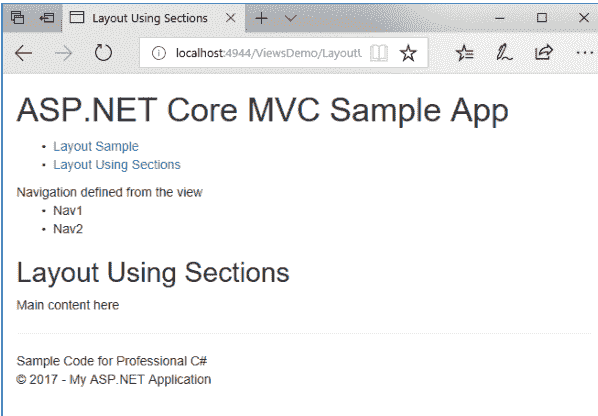 Layout Using Sections
localhost:4944/ViewsDemo/LayoutU
ASP.NET Core MVC Sample App
• Layout Sample
• Layout Using Sections
Navigation defined from the view
• Nav1
• Nav2
Layout Using Sections
Main content here
Sample Code for Professional C#
© 2017 - My ASP.NET Application